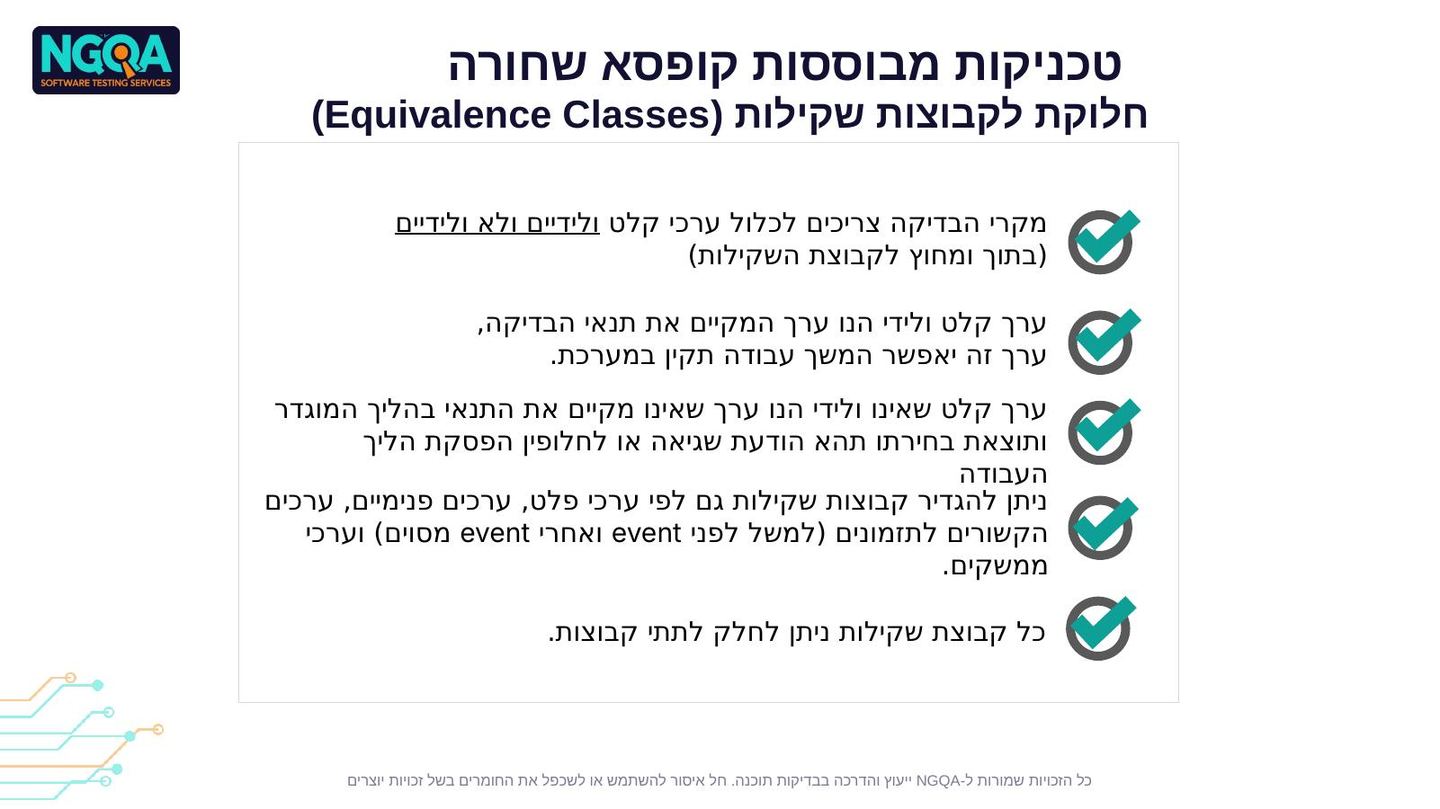 NGQA
SOFTWARE TESTING SERVICES
טכניקות מבוססות קופסא שחורה
חלוקת לקבוצות שקילות (Equivalence Classes)
מקרי הבדיקה צריכים לכלול ערכי קלט ולידיים ולא ולידיים
(בתוך ומחוץ לקבוצת השקילות)
ערך קלט ולידי הנו ערך המקיים את תנאי הבדיקה,
ערך זה יאפשר המשך עבודה תקין במערכת.
ערך קלט שאינו ולידי הנו ערך שאינו מקיים את התנאי בהליך המוגדר
ותוצאת בחירתו תהא הודעת שגיאה או לחלופין הפסקת הליך
העבודה
ניתן להגדיר קבוצות שקילות גם לפי ערכי פלט, ערכים פנימיים, ערכים
הקשורים לתזמונים (למשל לפני event ואחרי event מסוים) וערכי
ממשקים.
כל קבוצת שקילות ניתן לחלק לתתי קבוצות.
כל הזכויות שמורות ל-NGQA ייעוץ והדרכה בבדיקות תוכנה. חל איסור להשתמש או לשכפל את החומרים בשל זכויות יוצרים